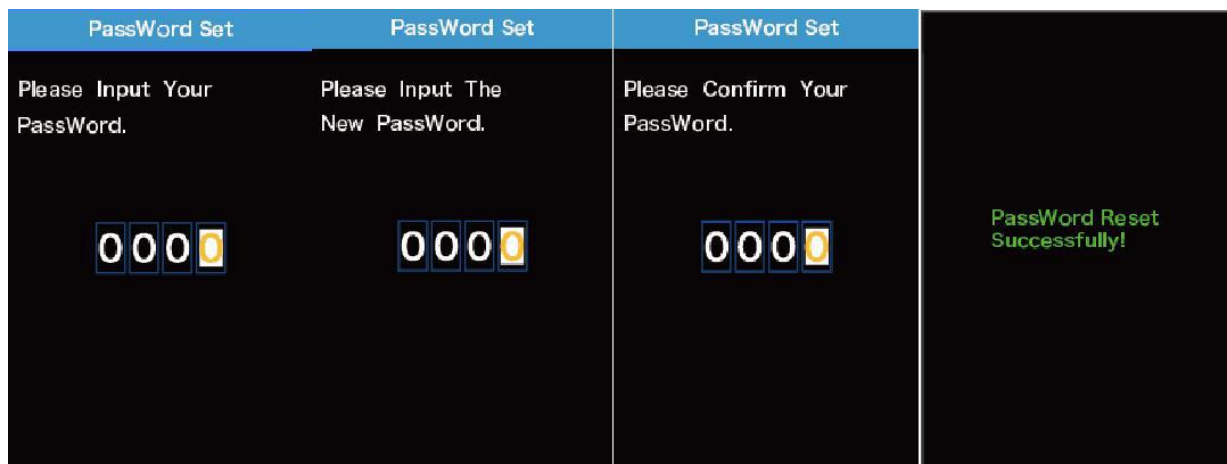 PassWord Set
Please Input Your
PassWord.
0000
PassWord Set
Please Input The
New PassWord.
0000
PassWord Set
Please Confirm Your
PassWord.
0000
PassWord Reset
Successfully!